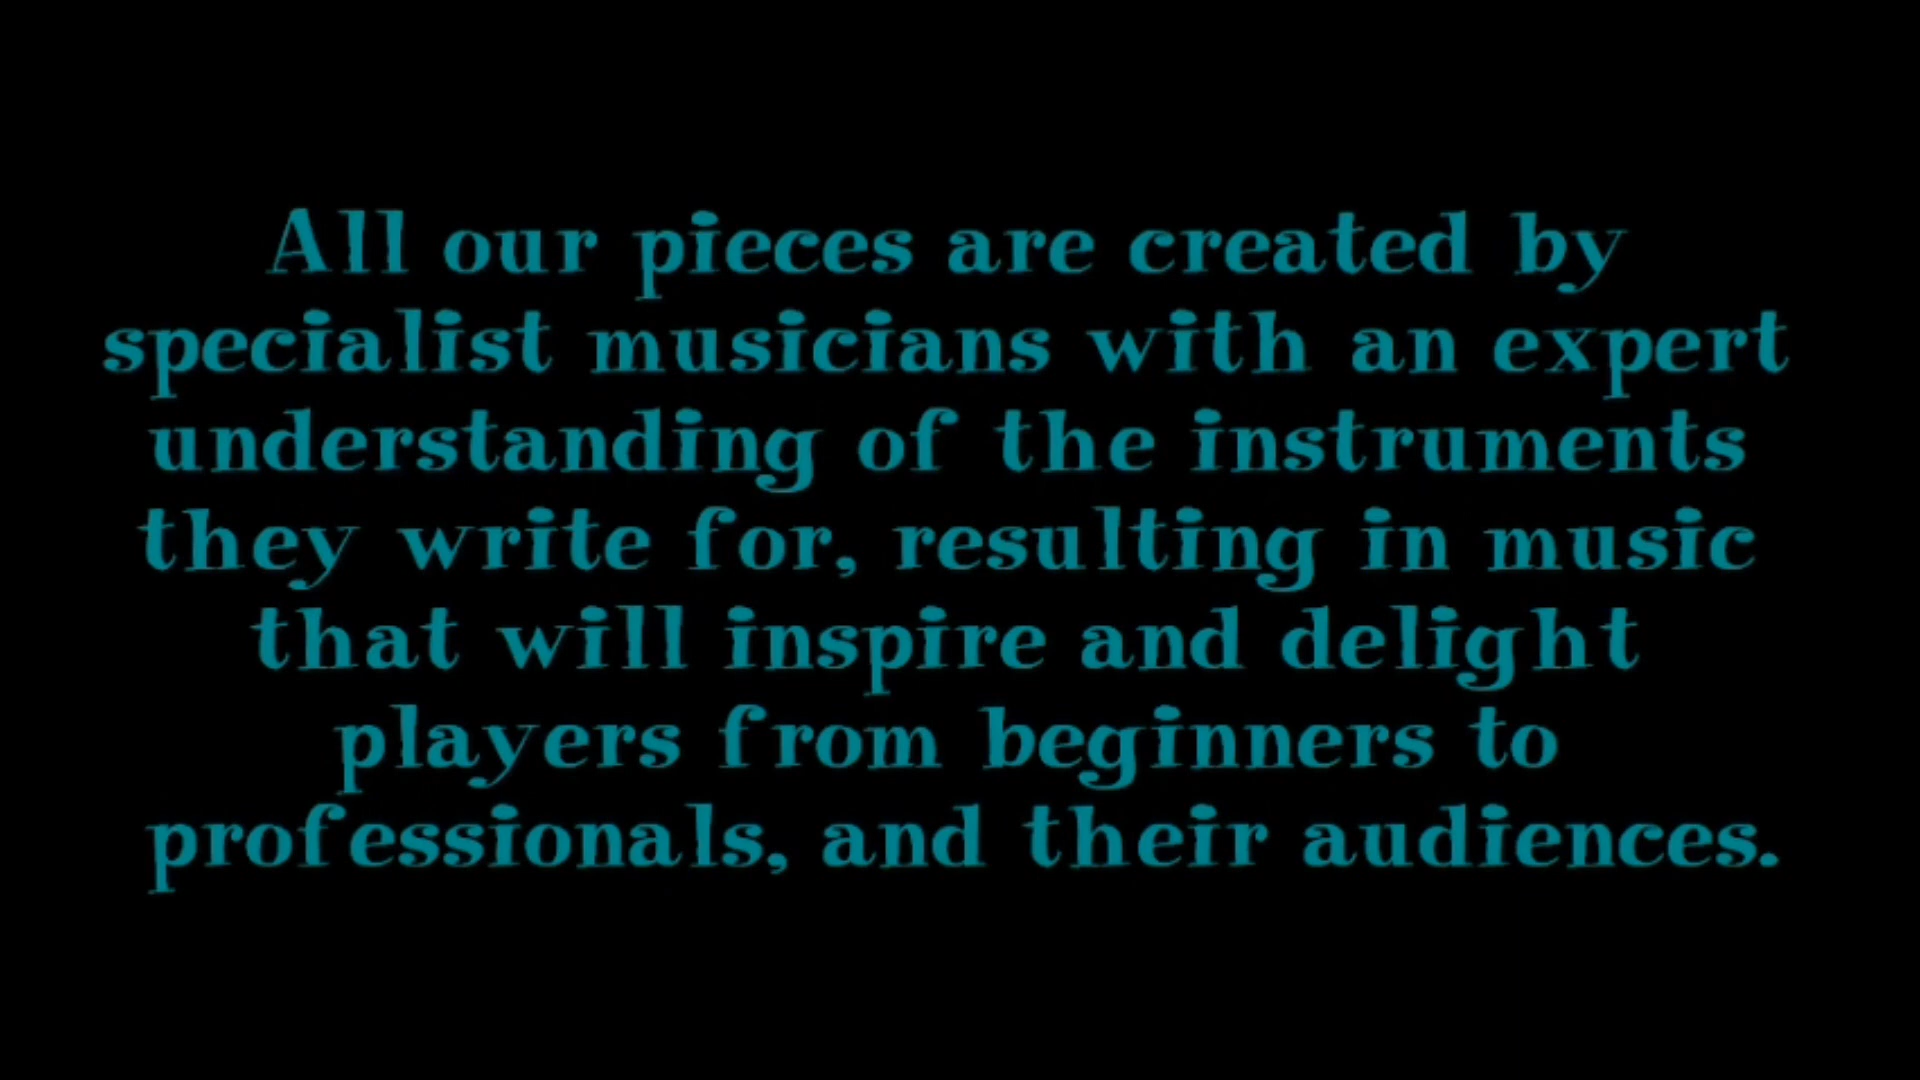 All our pieces are created by
specialist musicians with an expert
understanding of the instruments
they write for, resulting in music
that will inspire and delight
players from beginners to
professionals, and their audiences.